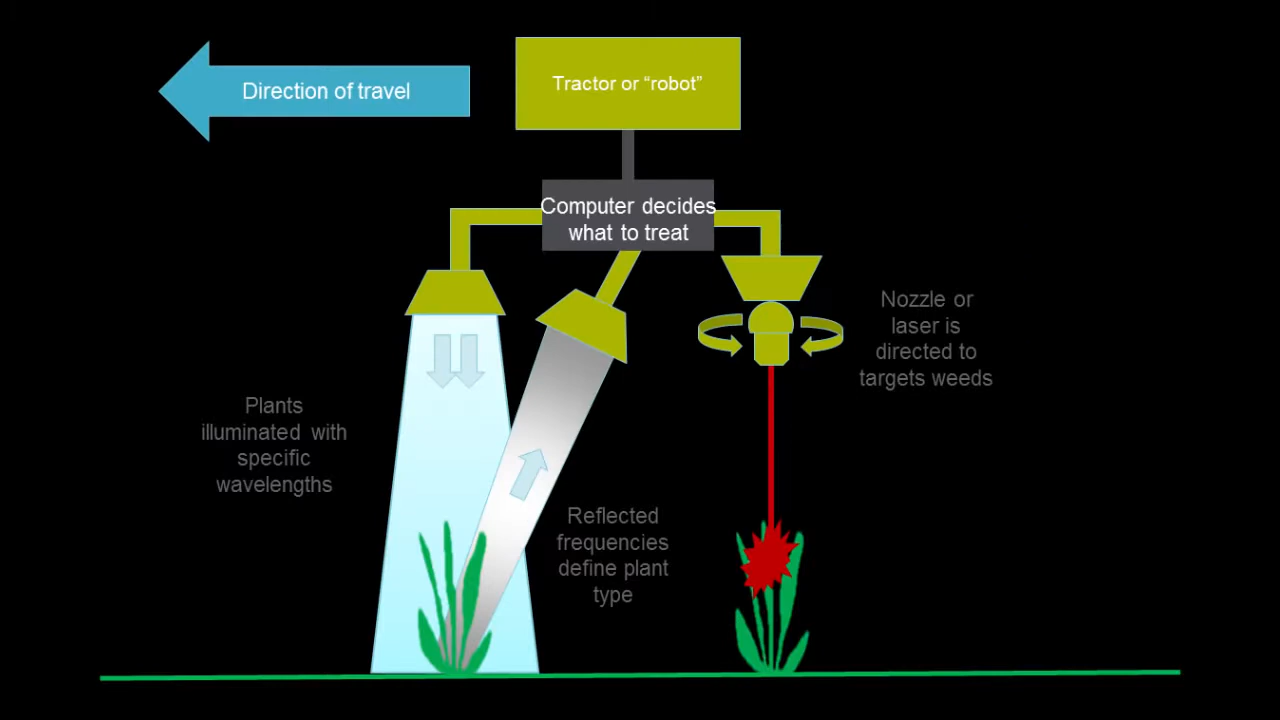 Direction of travel
Tractor or “robot”
Computer decides
what to treat
Nozzle or
laser is
directed to
targets weeds
Plants
illuminated with
specific
wavelengths
Reflected
frequencies
define plant
type